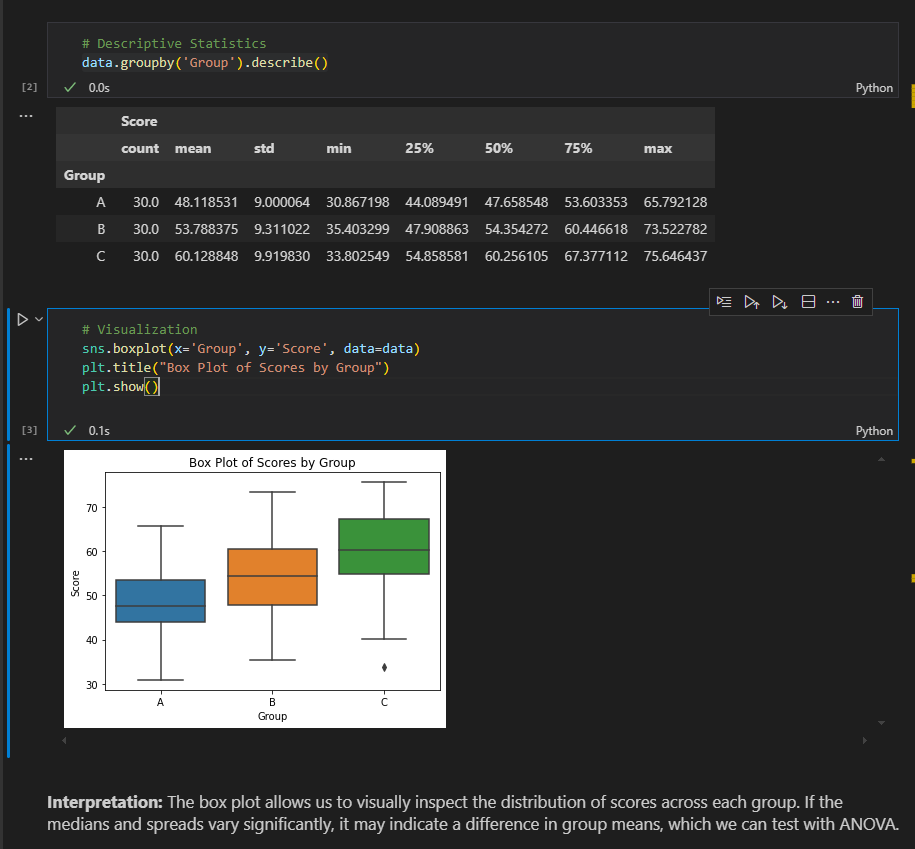 # Descriptive Statistics
data.groupby('Group').describe()
[2]
0.0s
Python
...
Score
count mean std min 25% 50% 75% max
Group
A 30.0 48.118531 9.000064 30.867198 44.089491 47.658548 53.603353 65.792128
B 30.0 53.788375 9.311022 35.403299 47.908863 54.354272 60.446618 73.522782
C 30.0 60.128848 9.919830 33.802549 54.858581 60.256105 67.377112 75.646437
# Visualization
sns.boxplot(x='Group', y='Score', data=data)
plt.title("Box Plot of Scores by Group")
plt.show()
[3]
0.1s
Python
...
Box Plot of Scores by Group
70
60
50
40
30
Score
A B C
Group
Interpretation: The box plot allows us to visually inspect the distribution of scores across each group. If the
medians and spreads vary significantly, it may indicate a difference in group means, which we can test with ANOVA.